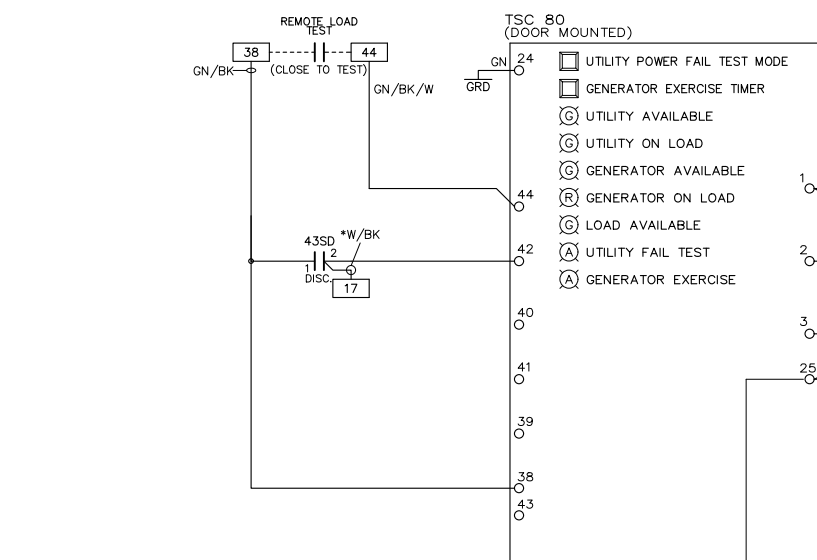 REMOTE LOAD
TEST
38
44
(CLOSE TO TEST)
GN/BK
GN/BK/W
TSC 80
(DOOR MOUNTED)
GN
24
GRD
UTILITY POWER FAIL TEST MODE
GENERATOR EXERCISE TIMER
G UTILITY AVAILABLE
G UTILITY ON LOAD
G GENERATOR AVAILABLE
R GENERATOR ON LOAD
G LOAD AVAILABLE
A UTILITY FAIL TEST
A GENERATOR EXERCISE
44
43SD
*W/BK
1
2
DISC.
17
42
40
41
39
38
43
1
2
3
25